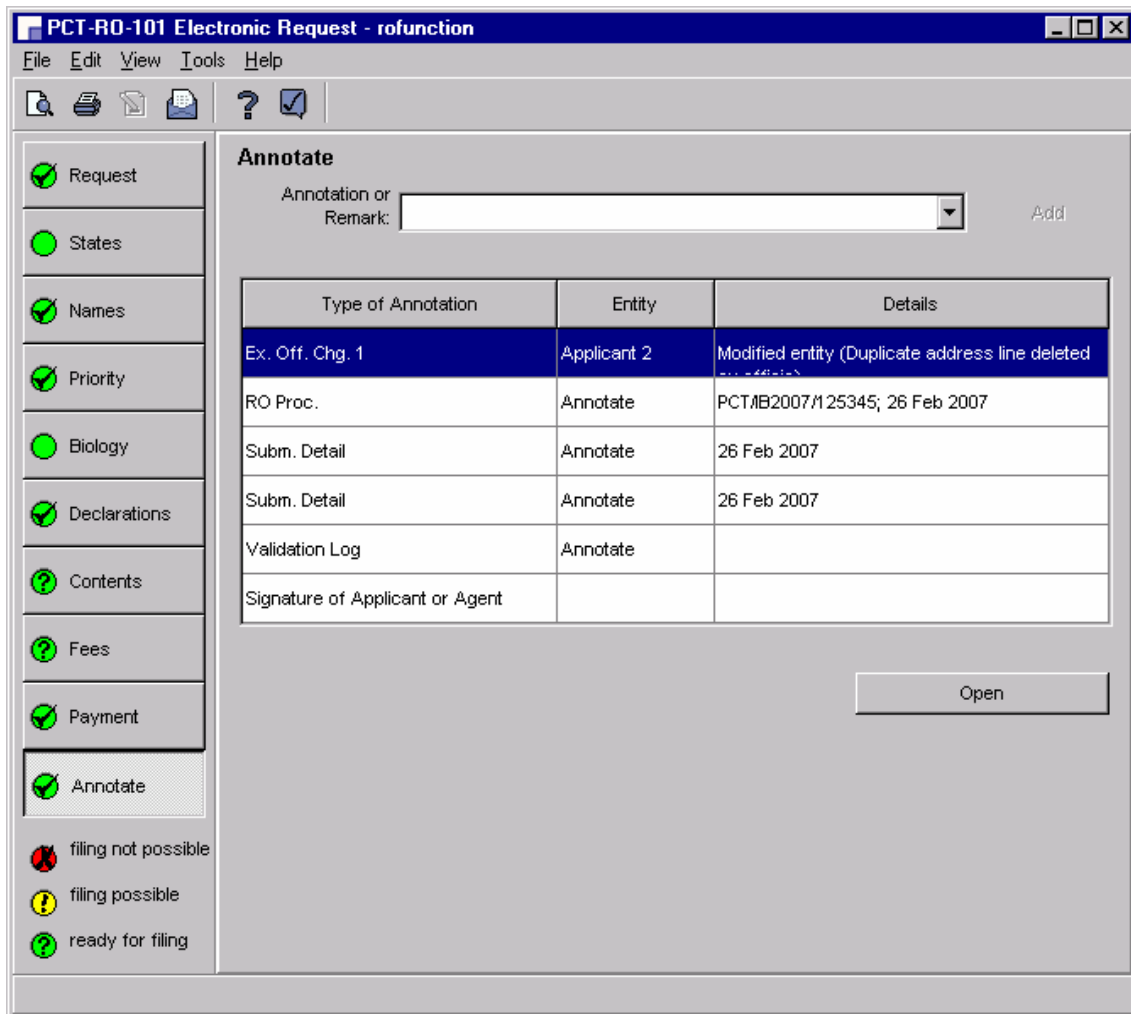 PCT-RO-101 Electronic Request - rofunction
File Edit View Tools Help
Request
States
Names
Priority
Biology
Declarations
Contents
Fees
Payment
Annotate
filing not possible
filing possible
ready for filing
Annotate
Annotation or
Remark:
Add
Type of Annotation Entity Details
Ex. Off. Chg. 1 Applicant 2 Modified entity (Duplicate address line deleted
RO Proc. Annotate PCT/IB2007/125345; 26 Feb 2007
Subm. Detail Annotate 26 Feb 2007
Subm. Detail Annotate 26 Feb 2007
Validation Log Annotate
Signature of Applicant or Agent
Open